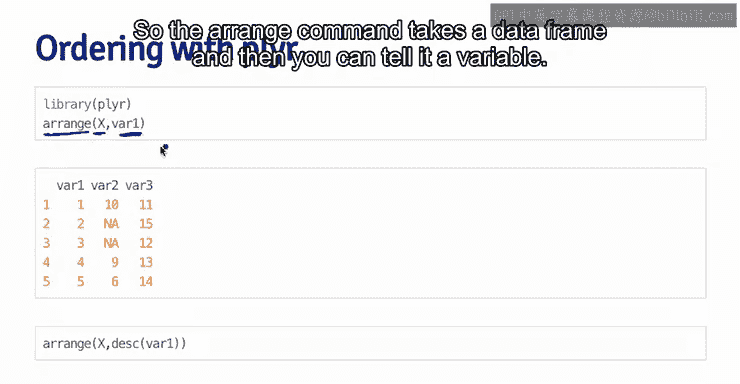 So the arrange command takes a data frame
and then you can tell it a variable.
Ordering with plyr
library(plyr)
arrange(X,var1)
var1 var2 var3
1 1 10 11
2 2 NA 15
3 3 NA 12
4 4 9 13
5 5 6 14
arrange(X,desc(var1))